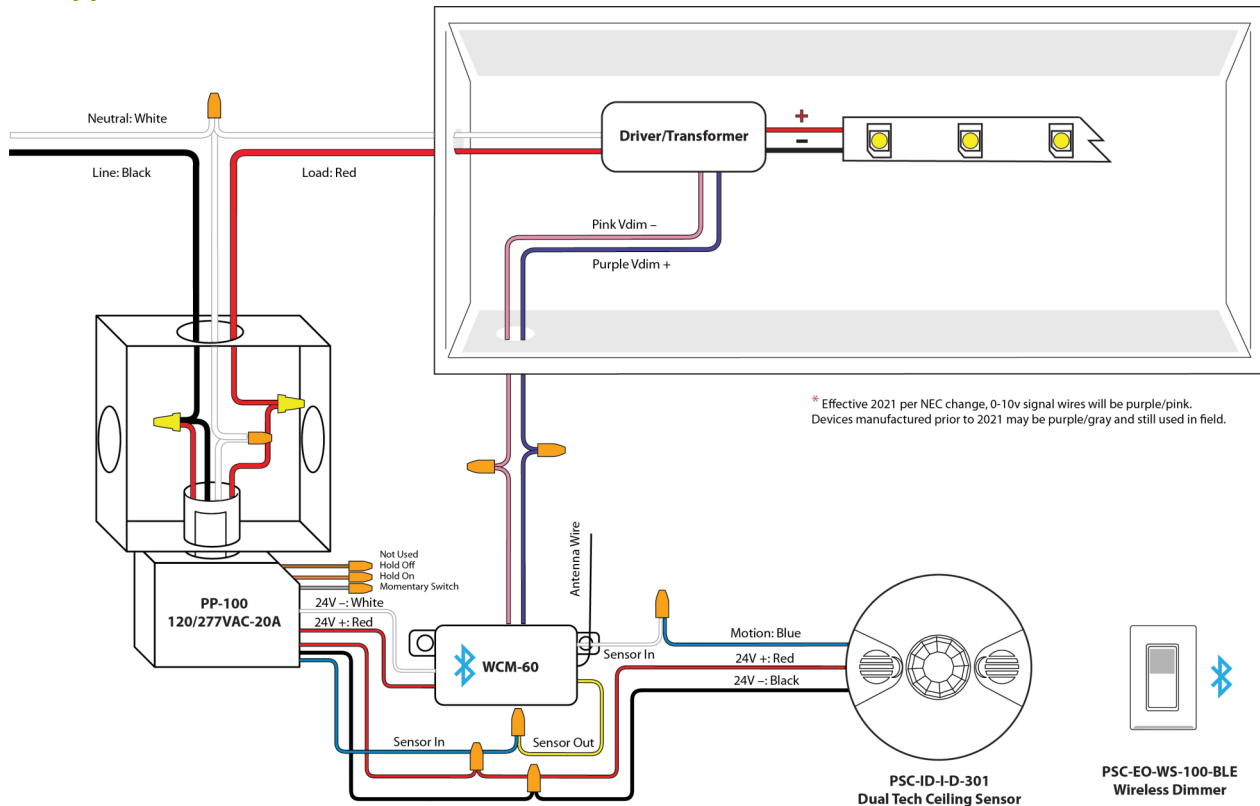 Neutral: White
Line: Black
Load: Red
Driver/Transformer
+
−
Pink Vdim –
Purple Vdim +
* Effective 2021 per NEC change, 0-10v signal wires will be purple/pink.
Devices manufactured prior to 2021 may be purple/gray and still used in field.
Not Used
Hold Off
Hold On
Momentary Switch
PP-100
120/277VAC-20A
24V –: White
24V +: Red
Antenna Wire
WCM-60
Sensor In
Motion: Blue
24V +: Red
24V –: Black
Sensor In
Sensor Out
PSC-ID-I-D-301
Dual Tech Ceiling Sensor
PSC-EO-WS-100-BLE
Wireless Dimmer